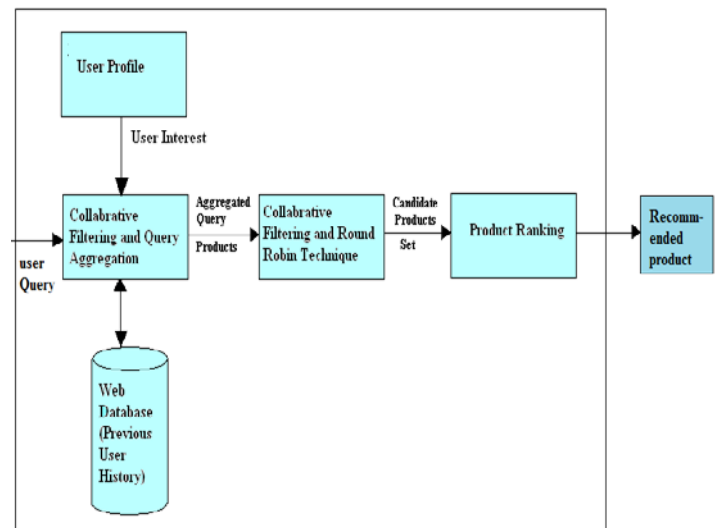 User Profile
User Interest
user
Query
Collabrative
Filtering and Query
Aggregation
Aggregated
Query
Products
Collabrative
Filtering and Round
Robin Technique
Candidate
Products
Set
Product Ranking
Recomm-
ended
product
Web
Database
(Previous
User
History)